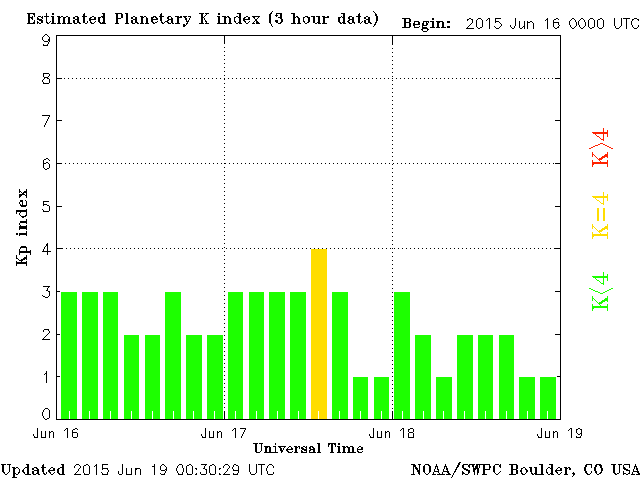 Estimated Planetary K index (3 hour data) Begin: 2015 Jun 16 0000 UTC
9
8
7
6
5
4
3
2
1
0
Kp index
K>4
K=4
K<4
Jun 16 Jun 17 Jun 18 Jun 19
Universal Time
Updated 2015 Jun 19 00:30:29 UTC NOAA/SWPC Boulder, CO USA